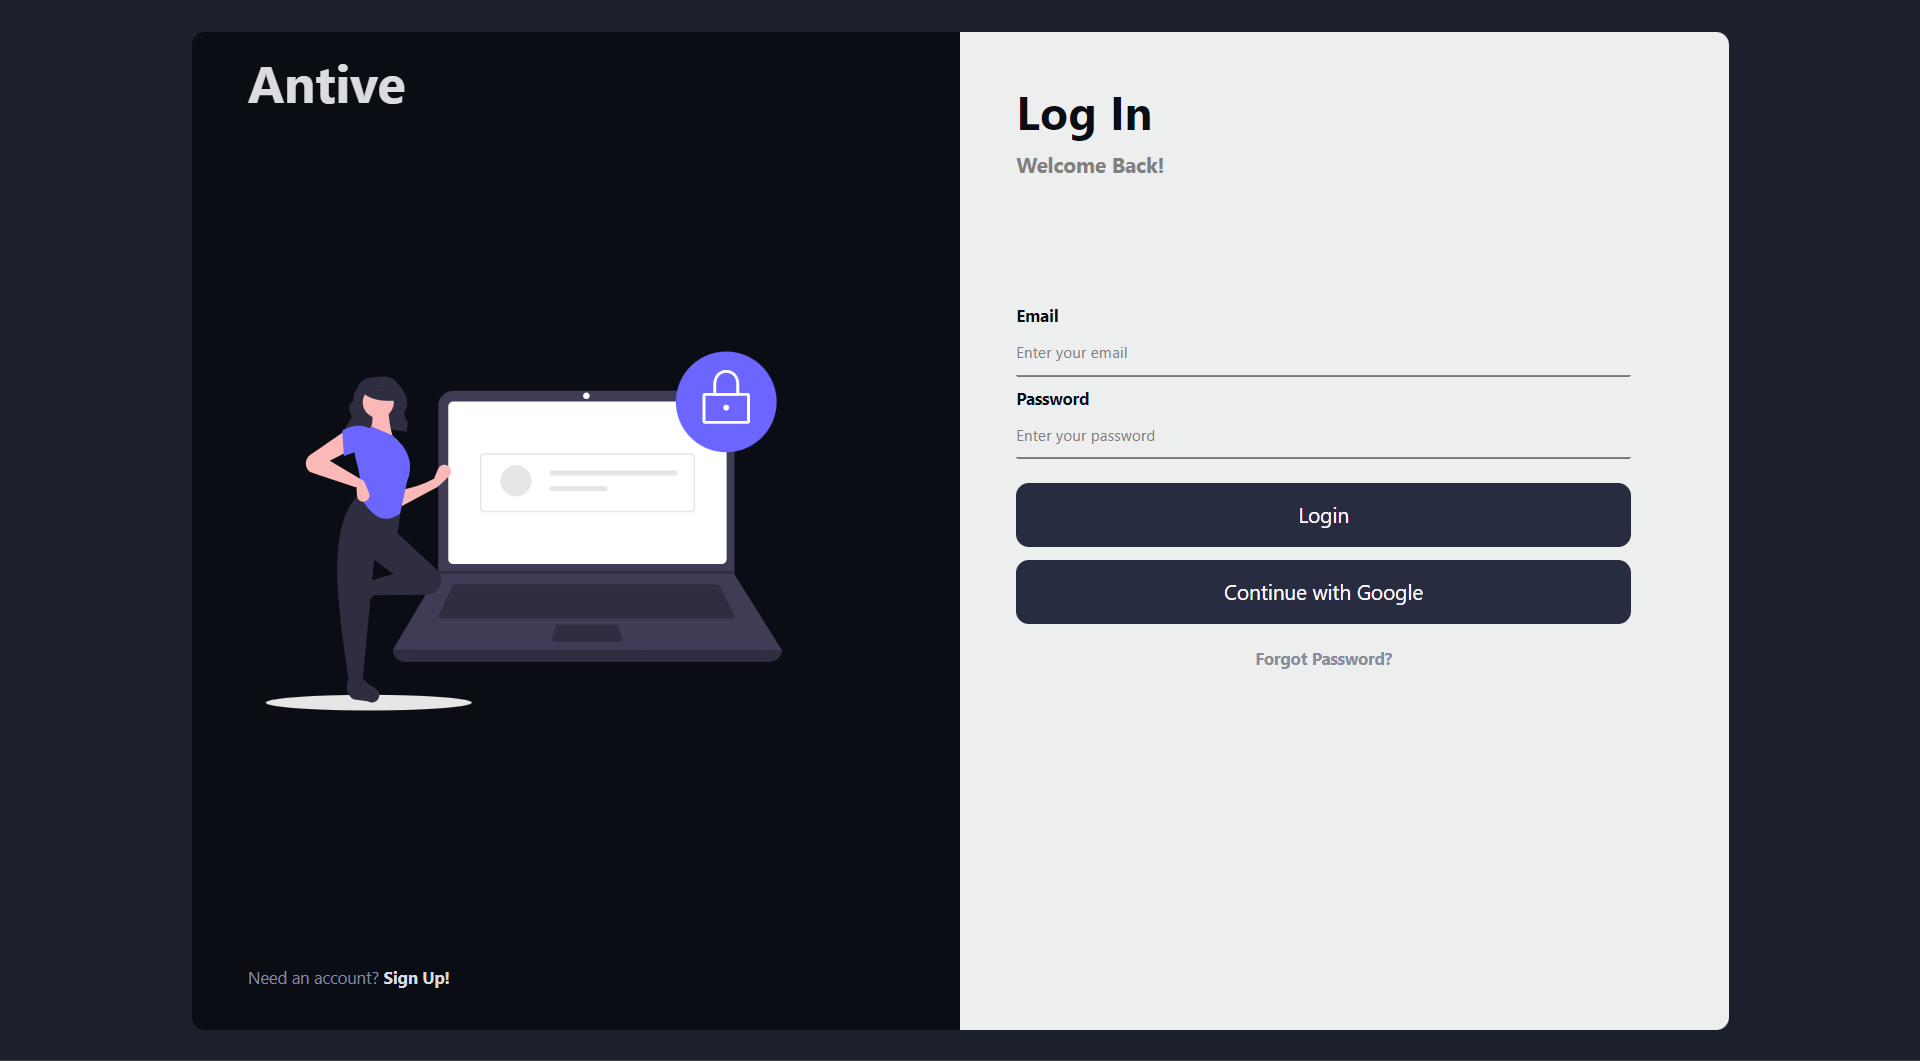 Antive
Need an account? Sign Up!
Log In
Welcome Back!
Email
Enter your email
Password
Enter your password
Login
Continue with Google
Forgot Password?